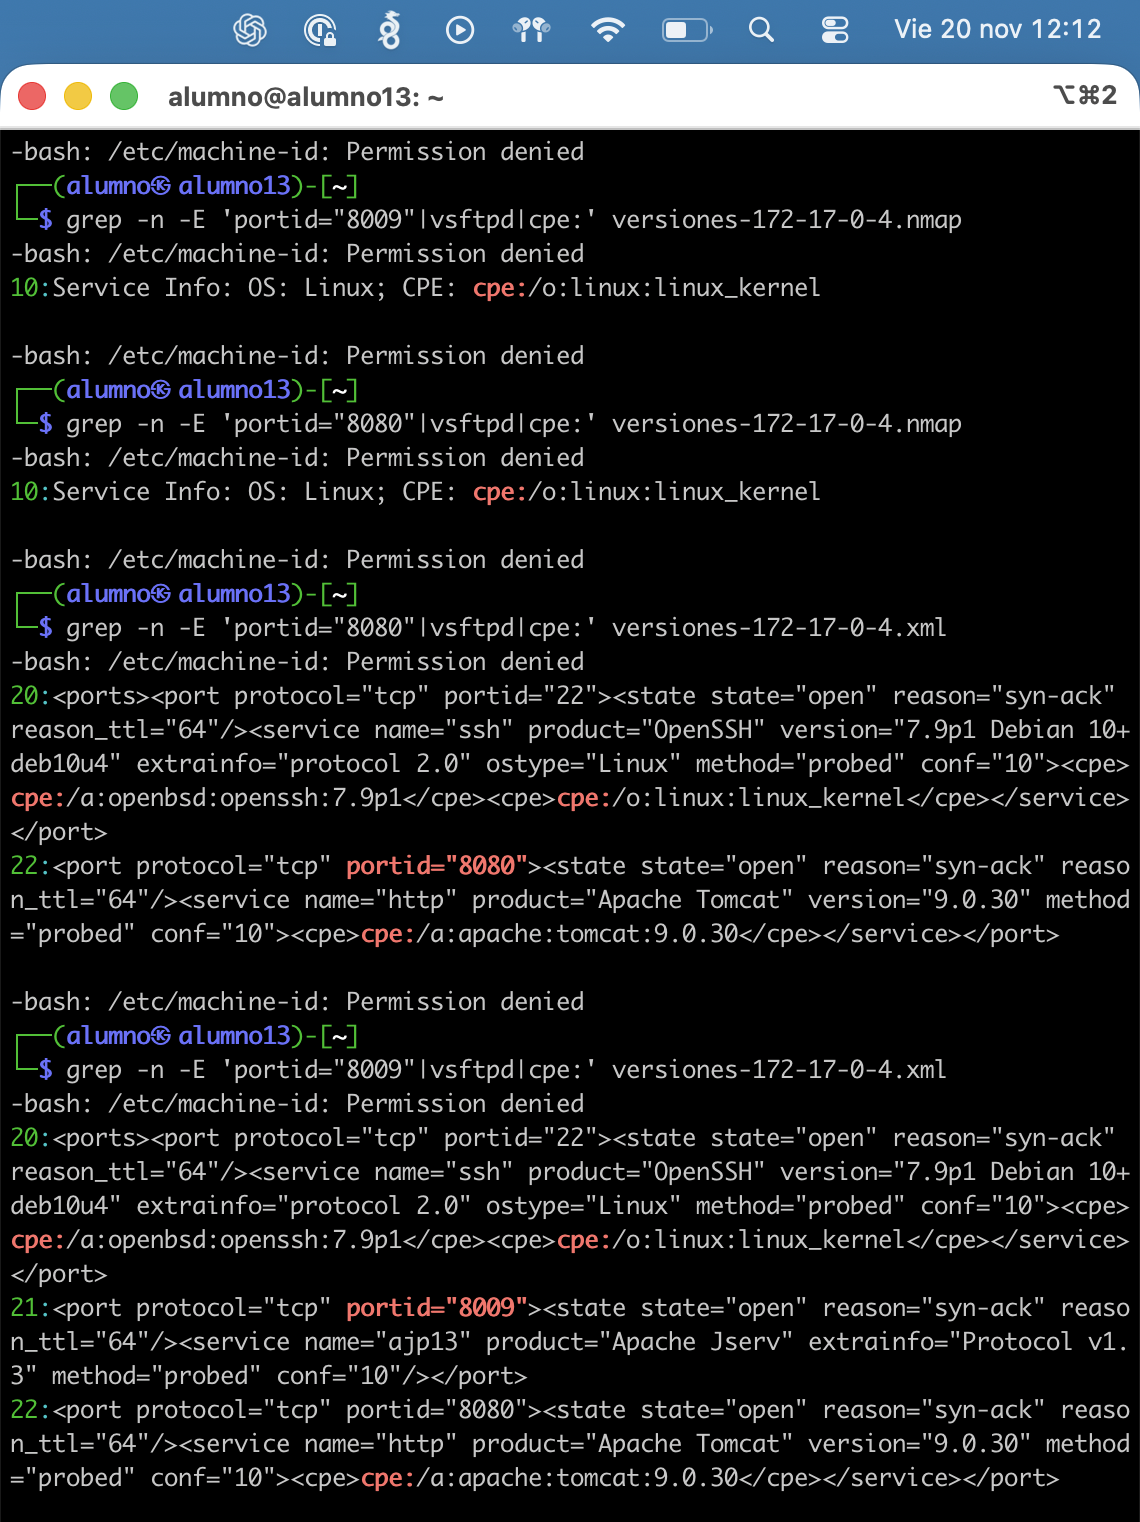 Vie 20 nov 12:12
alumno@alumno13: ~
⌥⌘2
-bash: /etc/machine-id: Permission denied
┌──(alumno㉿ alumno13)-[~]
└─$ grep -n -E 'portid="8009"|vsftpd|cpe:' versiones-172-17-0-4.nmap
-bash: /etc/machine-id: Permission denied
10:Service Info: OS: Linux; CPE: cpe:/o:linux:linux_kernel
-bash: /etc/machine-id: Permission denied
┌──(alumno㉿ alumno13)-[~]
└─$ grep -n -E 'portid="8080"|vsftpd|cpe:' versiones-172-17-0-4.nmap
-bash: /etc/machine-id: Permission denied
10:Service Info: OS: Linux; CPE: cpe:/o:linux:linux_kernel
-bash: /etc/machine-id: Permission denied
┌──(alumno㉿ alumno13)-[~]
└─$ grep -n -E 'portid="8080"|vsftpd|cpe:' versiones-172-17-0-4.xml
-bash: /etc/machine-id: Permission denied
20:<ports><port protocol="tcp" portid="22"><state state="open" reason="syn-ack"
reason_ttl="64"/><service name="ssh" product="OpenSSH" version="7.9p1 Debian 10+
deb10u4" extrainfo="protocol 2.0" ostype="Linux" method="probed" conf="10"><cpe>
cpe:/a:openbsd:openssh:7.9p1</cpe><cpe>cpe:/o:linux:linux_kernel</cpe></service>
</port>
22:<port protocol="tcp" portid="8080"><state state="open" reason="syn-ack" reaso
n_ttl="64"/><service name="http" product="Apache Tomcat" version="9.0.30" method
="probed" conf="10"><cpe>cpe:/a:apache:tomcat:9.0.30</cpe></service></port>
-bash: /etc/machine-id: Permission denied
┌──(alumno㉿ alumno13)-[~]
└─$ grep -n -E 'portid="8009"|vsftpd|cpe:' versiones-172-17-0-4.xml
-bash: /etc/machine-id: Permission denied
20:<ports><port protocol="tcp" portid="22"><state state="open" reason="syn-ack"
reason_ttl="64"/><service name="ssh" product="OpenSSH" version="7.9p1 Debian 10+
deb10u4" extrainfo="protocol 2.0" ostype="Linux" method="probed" conf="10"><cpe>
cpe:/a:openbsd:openssh:7.9p1</cpe><cpe>cpe:/o:linux:linux_kernel</cpe></service>
</port>
21:<port protocol="tcp" portid="8009"><state state="open" reason="syn-ack" reaso
n_ttl="64"/><service name="ajp13" product="Apache Jserv" extrainfo="Protocol v1.
3" method="probed" conf="10"/></port>
22:<port protocol="tcp" portid="8080"><state state="open" reason="syn-ack" reaso
n_ttl="64"/><service name="http" product="Apache Tomcat" version="9.0.30" method
="probed" conf="10"><cpe>cpe:/a:apache:tomcat:9.0.30</cpe></service></port>